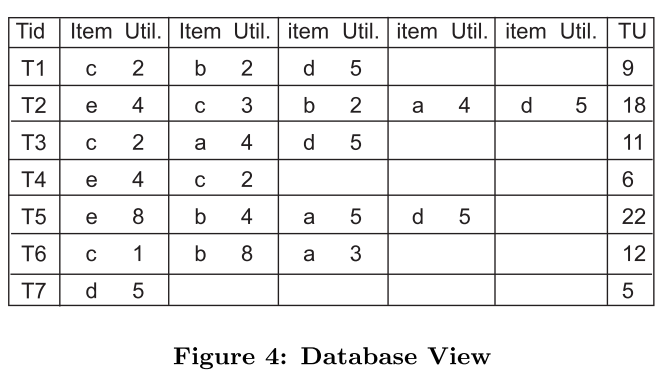 Tid Item Util. Item Util. item Util. item Util. item Util. TU
T1 c 2 b 2 d 5 9
T2 e 4 c 3 b 2 a 4 d 5 18
T3 c 2 a 4 d 5 11
T4 e 4 c 2 6
T5 e 8 b 4 a 5 d 5 22
T6 c 1 b 8 a 3 12
T7 d 5 5
Figure 4: Database View